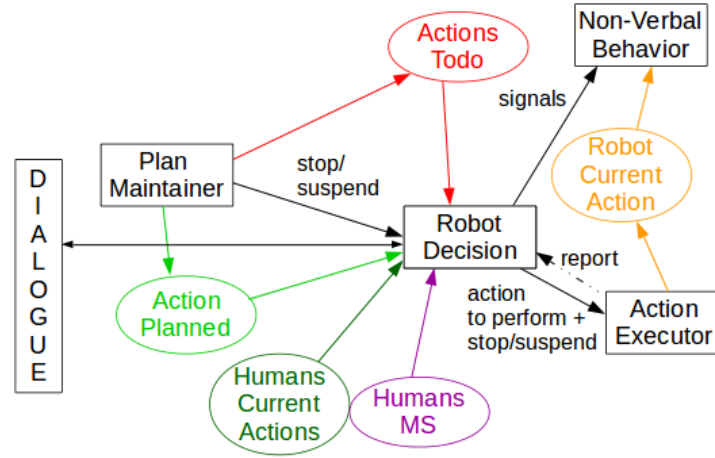 Actions
Todo
Non-Verbal
Behavior
signals
Plan
Maintainer
stop/
suspend
Robot
Current
Action
DIALOGUE
Robot
Decision
report
Action
Planned
action
to perform +
stop/suspend
Action
Executor
Humans
Current
Actions
Humans
MS